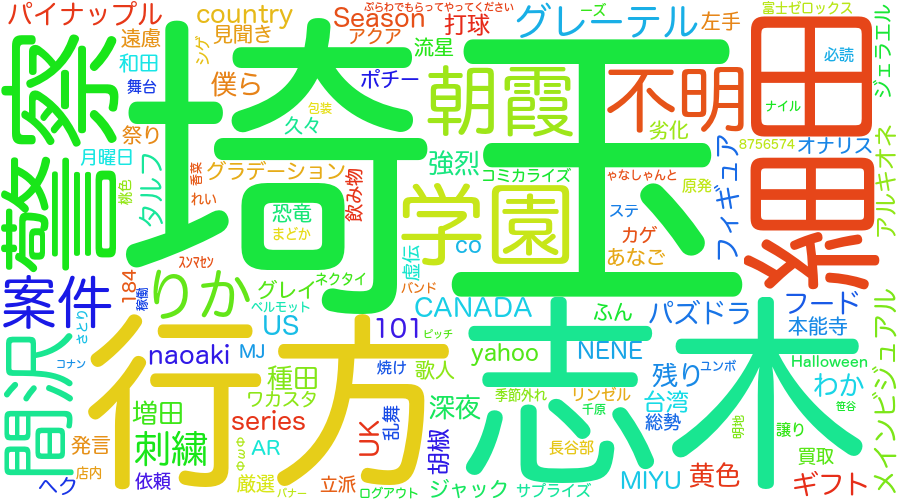 パイナップル
country
Season
ぷらわでもらってやってください
打球
グレーテル
ーズ
左手
富士ゼロックス
遠慮
シゲ
見聞き
アクア
流星
必読
ジェラエル
和田
舞台
僕ら
ポチー
朝霞
不明
田
ナイル
警察
埼玉
祭り
包装
久々
劣化
8756574
オナリス
月曜日
春菜
グラデーション
強烈
コミカライズ
ゃなしゃんと
フィギュア
アルキオネ
桃色
タルフ
れい
飲み物
学園
原発
細
恐竜
まどか
ステ
カゲ
あなご
ｽﾝﾏｾﾝ
虚伝
co
184
稼働
りか
グレイ
ネクタイ
バンド
案件
ベルモット
CANADA
ふん
パズドラ
フード
本能寺
さとり
US
101
ピッチ
間沢
行方
志木
コナン
naoaki
MJ
焼け
歌人
yahoo
NENE
残り
ユンボ
Halloween
種田
ワカスタ
季節外れ
リンゼル
千原
わか
笹谷
増田
series
UK
乱舞
深夜
台湾
総勢
メインビジュアル
発言
刺繍
AR
胡椒
長谷部
明地
譲り
買取
店内
ヘク
依頼
厳選
バナー
立派
ログアウト
ジャック
サプライズ
MIYU
黄色
ギフト